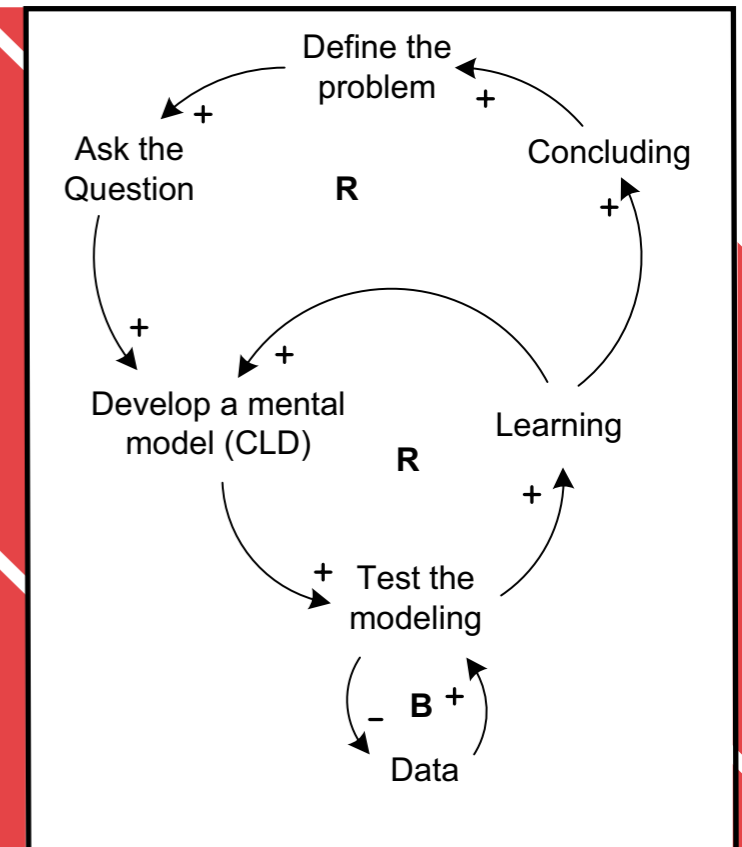 Define the
problem
+
+
Ask the
Question
Concluding
R
+
+
+
Develop a mental
model (CLD)
Learning
R
+
+
Test the
modeling
B
+
–
Data